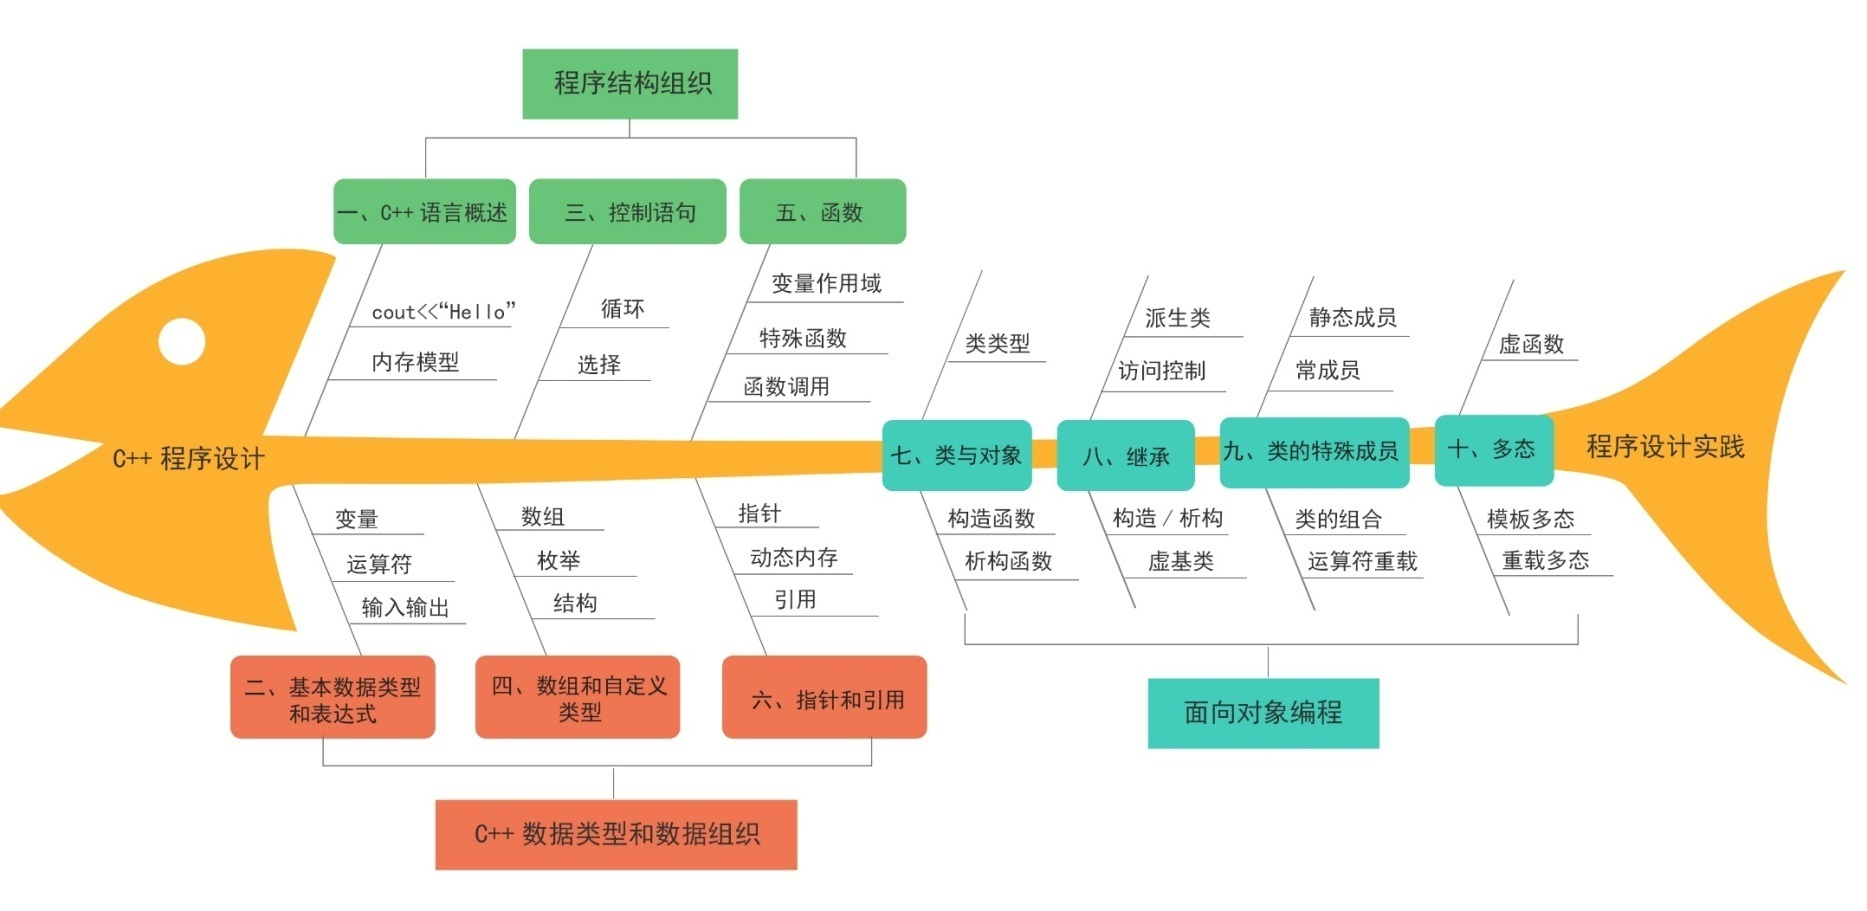 程序结构组织
一、C++ 语言概述
三、控制语句
五、函数
cout<<“Hello”
内存模型
循环
选择
变量作用域
特殊函数
函数调用
类类型
派生类
访问控制
静态成员
常成员
虚函数
C++ 程序设计
七、类与对象
八、继承
九、类的特殊成员
十、多态
程序设计实践
变量
运算符
输入输出
数组
枚举
结构
指针
动态内存
引用
构造函数
析构函数
构造 / 析构
虚基类
类的组合
运算符重载
模板多态
重载多态
二、基本数据类型
和表达式
四、数组和自定义
类型
六、指针和引用
面向对象编程
C++ 数据类型和数据组织